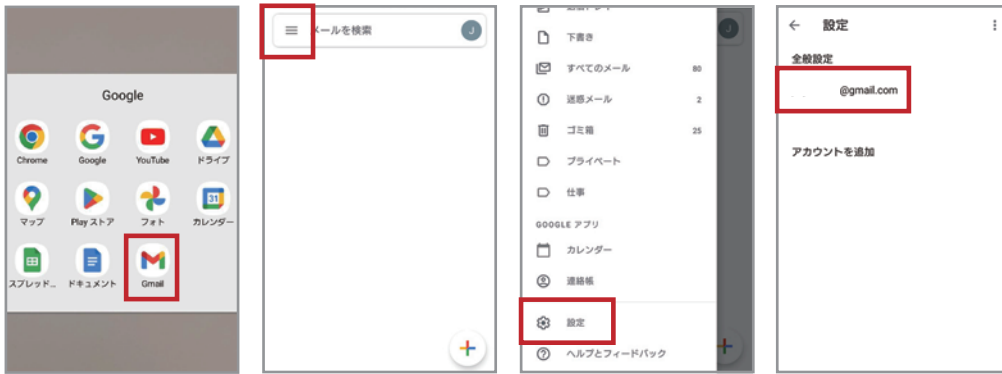 Google
Chrome
Google
YouTube
ドライブ
マップ
Play ストア
フォト
カレンダー
31
スプレッド...
ドキュメント
Gmail
メールを検索
J
下書き
すべてのメール 80
迷惑メール 2
ゴミ箱 25
プライベート
仕事
GOOGLE アプリ
カレンダー
連絡帳
設定
ヘルプとフィードバック
設定
全般設定
@gmail.com
アカウントを追加